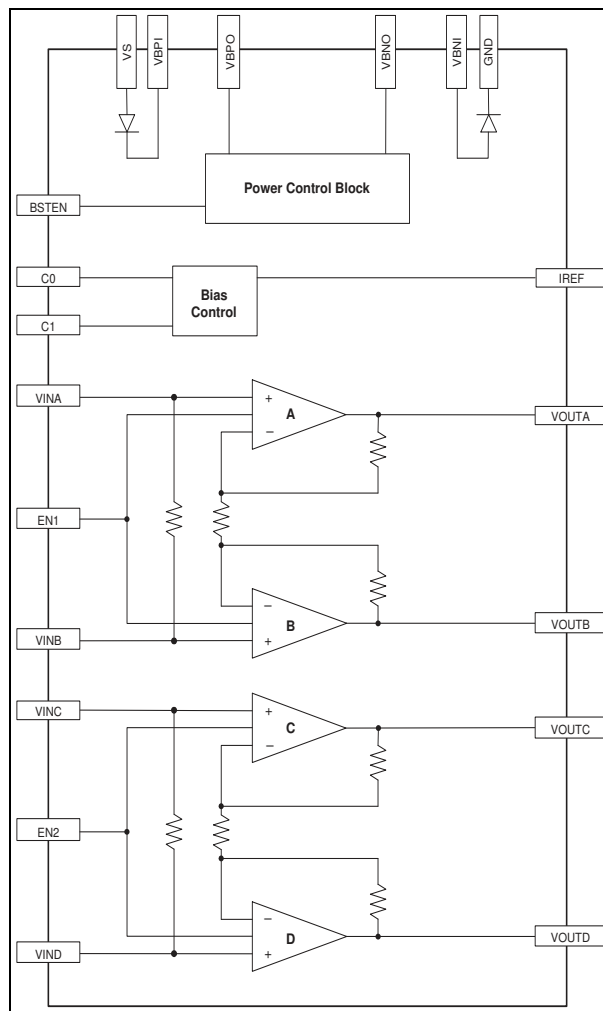 VS
VBPI
VBPO
VBNO
VBNI
GND
Power Control Block
BSTEN
C0
Bias
Control
IREF
C1
VINA
+
A
−
VOUTA
EN1
−
B
+
VINB
VOUTB
VINC
+
C
−
VOUTC
EN2
−
D
+
VIND
VOUTD